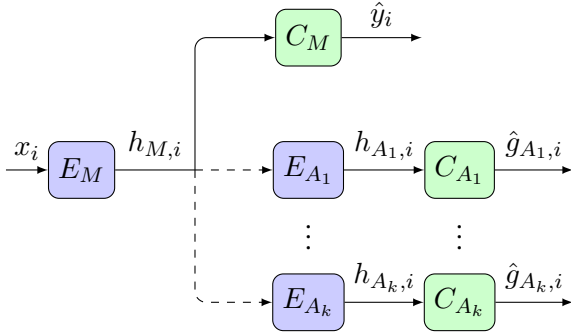 C_M ŷ_i
x_i E_M h_{M,i} E_{A_1} h_{A_1,i} C_{A_1} ĝ_{A_1,i}
⋮ ⋮
E_{A_k} h_{A_k,i} C_{A_k} ĝ_{A_k,i}